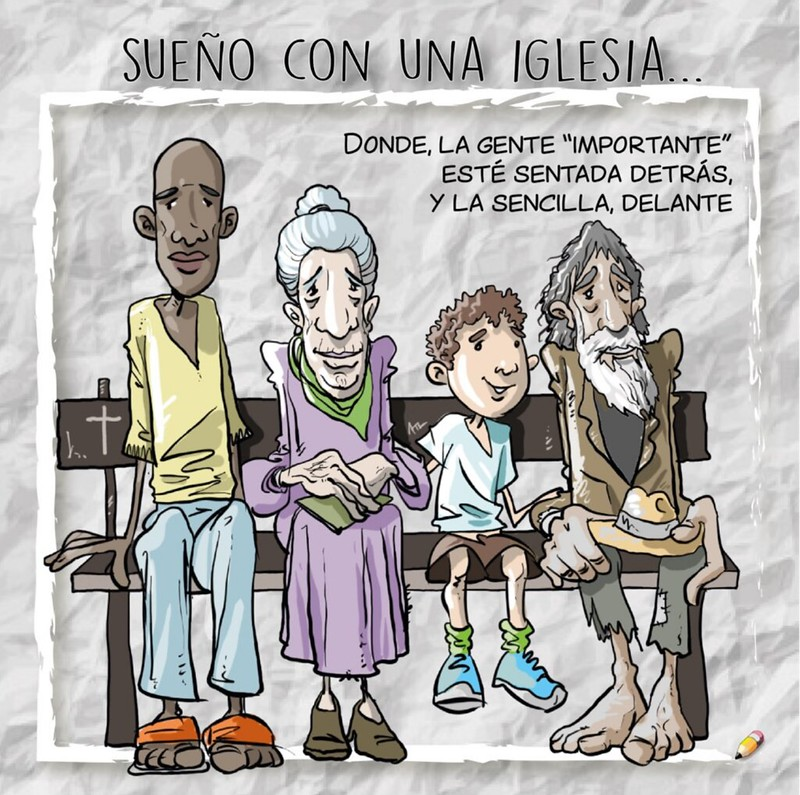 SUEÑO CON UNA IGLESIA...
DONDE, LA GENTE “IMPORTANTE”
ESTÉ SENTADA DETRÁS,
Y LA SENCILLA, DELANTE